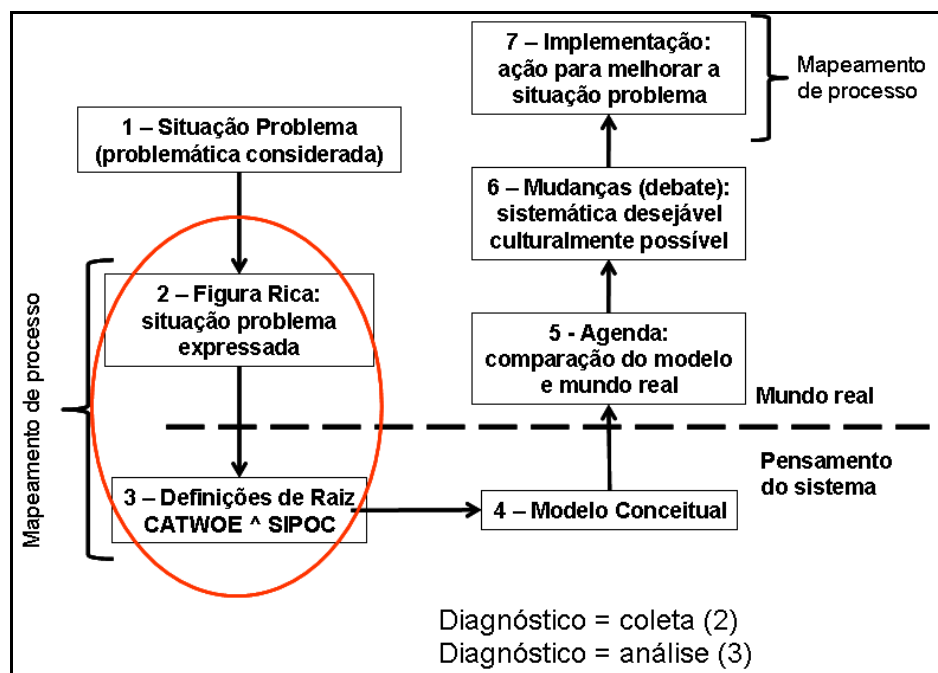 1 – Situação Problema
(problemática considerada)
2 – Figura Rica:
situação problema
expressada
Mapeamento de processo
3 – Definições de Raiz
CATWOE ^ SIPOC
4 – Modelo Conceitual
5 - Agenda:
comparação do modelo
e mundo real
6 – Mudanças (debate):
sistemática desejável
culturalmente possível
7 – Implementação:
ação para melhorar a
situação problema
Mapeamento
de processo
Mundo real
Pensamento
do sistema
Diagnóstico = coleta (2)
Diagnóstico = análise (3)